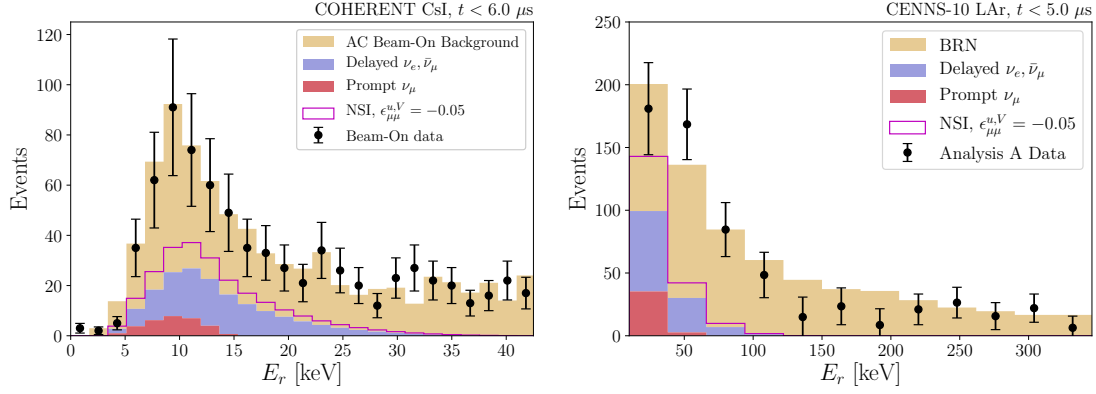 COHERENT CsI, t < 6.0 μs
AC Beam-On Background
Delayed ν_e, ν̄_μ
Prompt ν_μ
NSI, ε^{u,V}_{μμ} = −0.05
Beam-On data
Events
120
100
80
60
40
20
0
0 5 10 15 20 25 30 35 40
E_r [keV]
CENNS-10 LAr, t < 5.0 μs
BRN
Delayed ν_e, ν̄_μ
Prompt ν_μ
NSI, ε^{u,V}_{μμ} = −0.05
Analysis A Data
Events
250
200
150
100
50
0
50 100 150 200 250 300
E_r [keV]